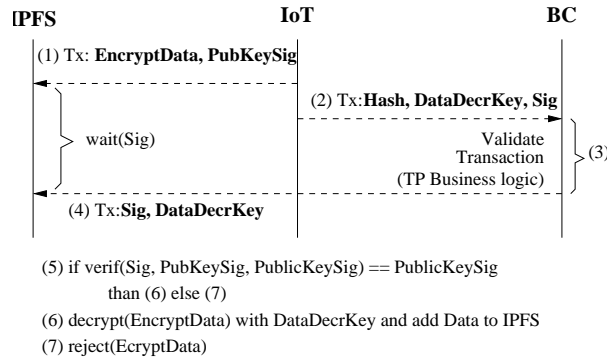 IPFS IoT BC
(1) Tx: EncryptData, PubKeySig
(2) Tx:Hash, DataDecrKey, Sig
wait(Sig)
Validate
Transaction
(TP Business logic)
(3)
(4) Tx:Sig, DataDecrKey
(5) if verif(Sig, PubKeySig, PublicKeySig) == PublicKeySig
than (6) else (7)
(6) decrypt(EncryptData) with DataDecrKey and add Data to IPFS
(7) reject(EcryptData)